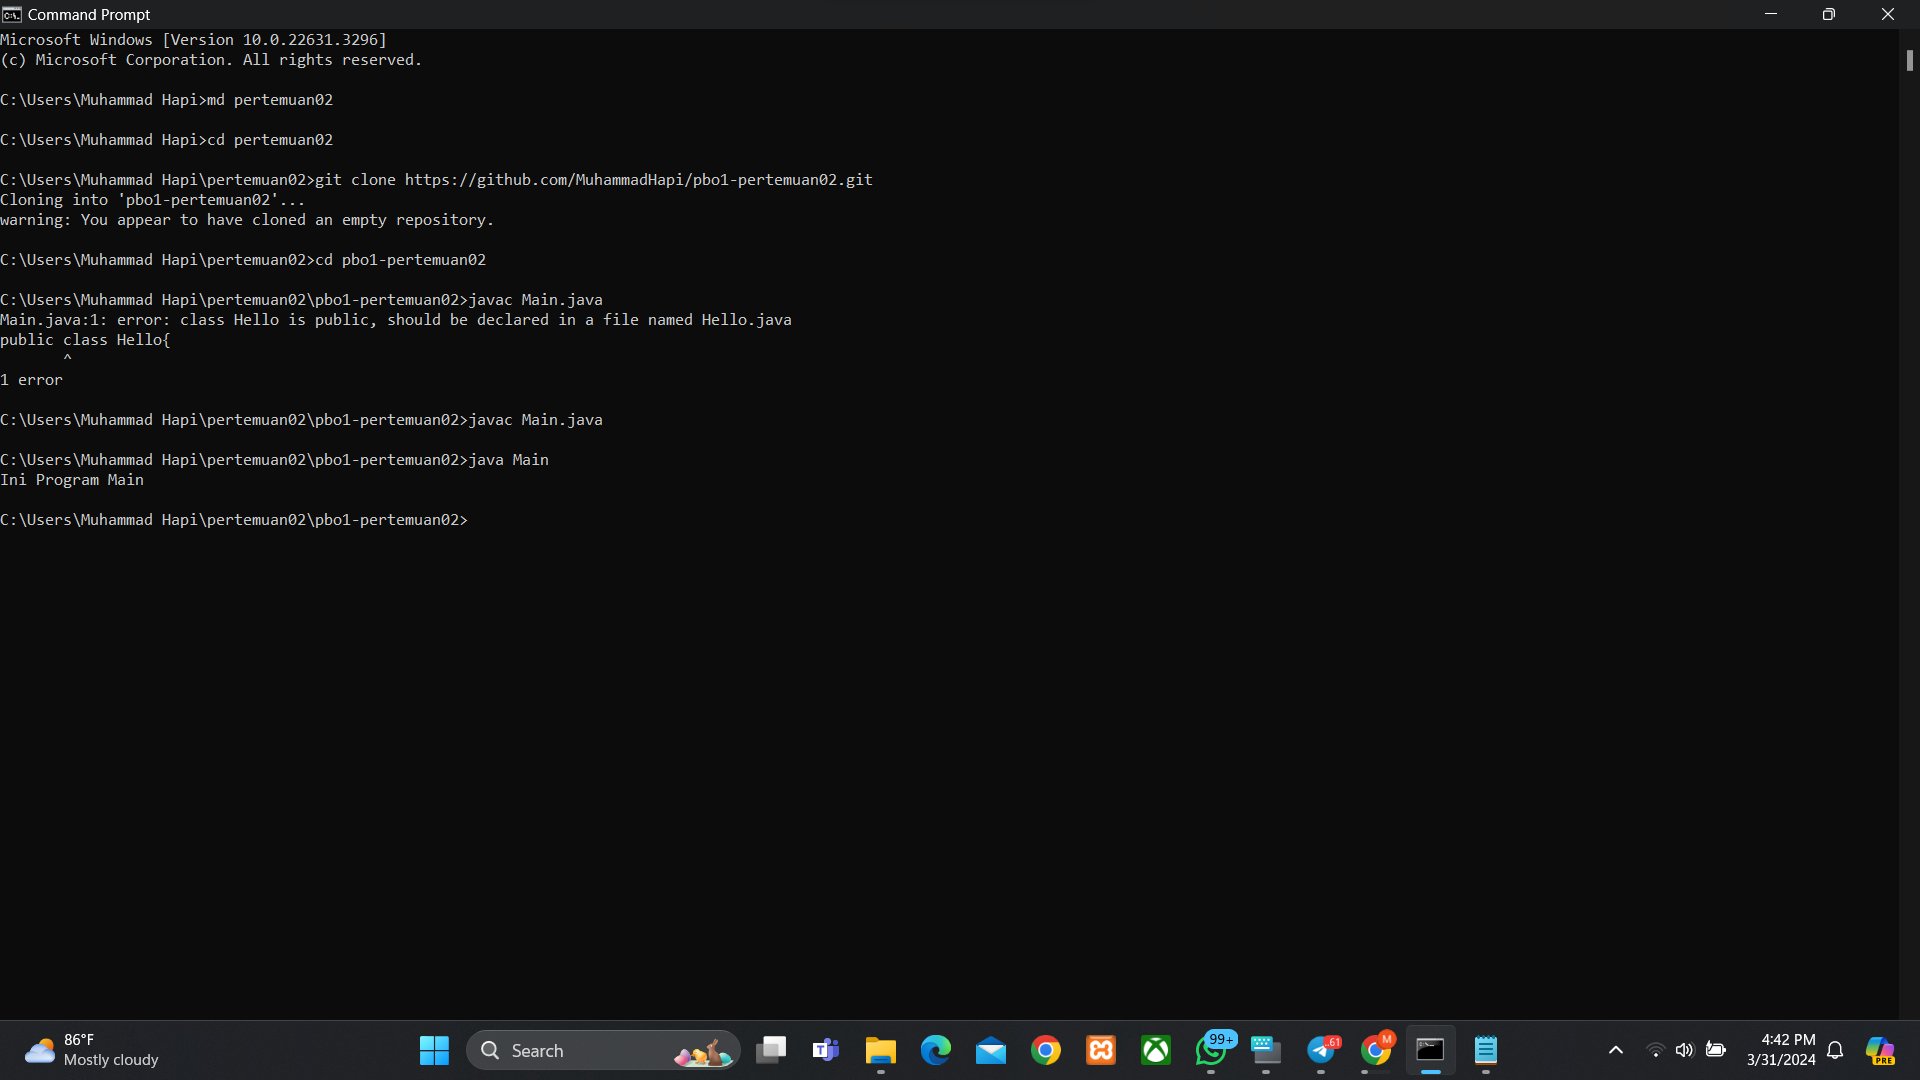 Command Prompt
Microsoft Windows [Version 10.0.22631.3296]
(c) Microsoft Corporation. All rights reserved.
C:\Users\Muhammad Hapi>md pertemuan02
C:\Users\Muhammad Hapi>cd pertemuan02
C:\Users\Muhammad Hapi\pertemuan02>git clone https://github.com/MuhammadHapi/pbo1-pertemuan02.git
Cloning into 'pbo1-pertemuan02'...
warning: You appear to have cloned an empty repository.
C:\Users\Muhammad Hapi\pertemuan02>cd pbo1-pertemuan02
C:\Users\Muhammad Hapi\pertemuan02\pbo1-pertemuan02>javac Main.java
Main.java:1: error: class Hello is public, should be declared in a file named Hello.java
public class Hello{
       ^
1 error
C:\Users\Muhammad Hapi\pertemuan02\pbo1-pertemuan02>javac Main.java
C:\Users\Muhammad Hapi\pertemuan02\pbo1-pertemuan02>java Main
Ini Program Main
C:\Users\Muhammad Hapi\pertemuan02\pbo1-pertemuan02>
86°F
Mostly cloudy
Search
99+
61
M
PRE
4:42 PM
3/31/2024